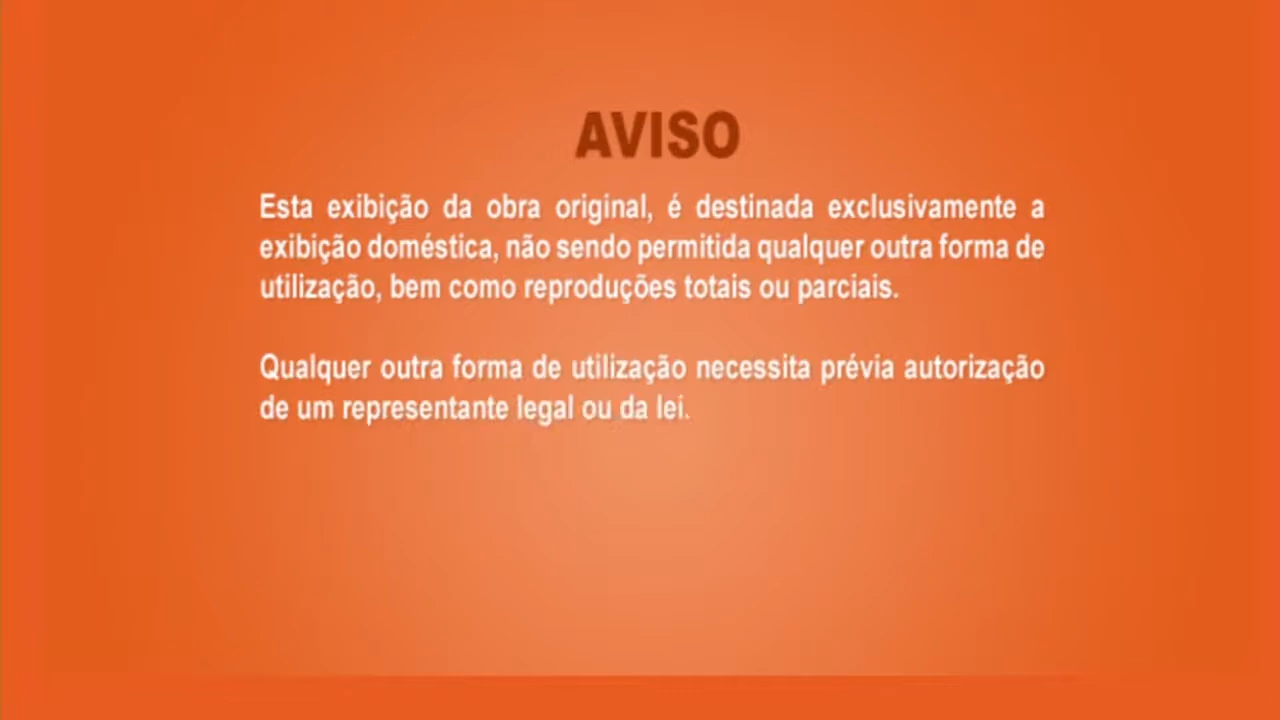 AVISO
Esta exibição da obra original, é destinada exclusivamente a
exibição doméstica, não sendo permitida qualquer outra forma de
utilização, bem como reproduções totais ou parciais.
Qualquer outra forma de utilização necessita prévia autorização
de um representante legal ou da lei.